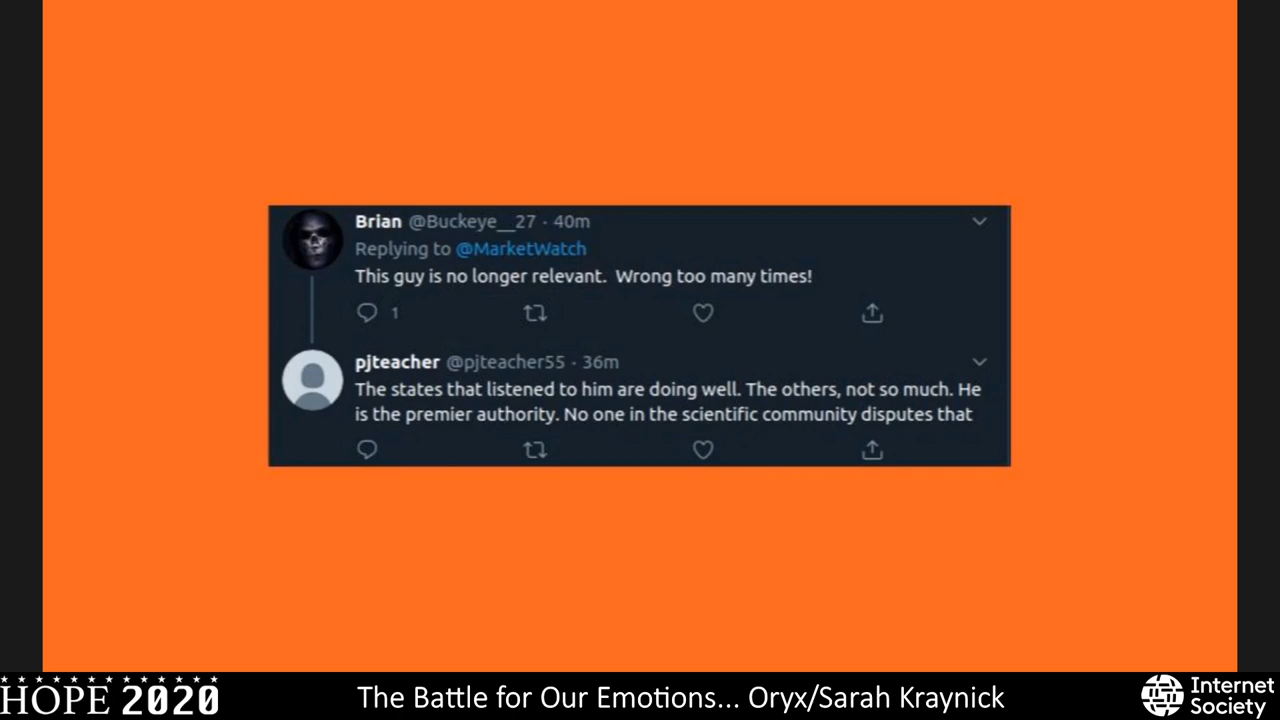 Brian @Buckeye__27 · 40m
Replying to @MarketWatch
This guy is no longer relevant.  Wrong too many times!
1
pjteacher @pjteacher55 · 36m
The states that listened to him are doing well. The others, not so much. He
is the premier authority. No one in the scientific community disputes that
HOPE 2020
The Battle for Our Emotions... Oryx/Sarah Kraynick
Internet
Society